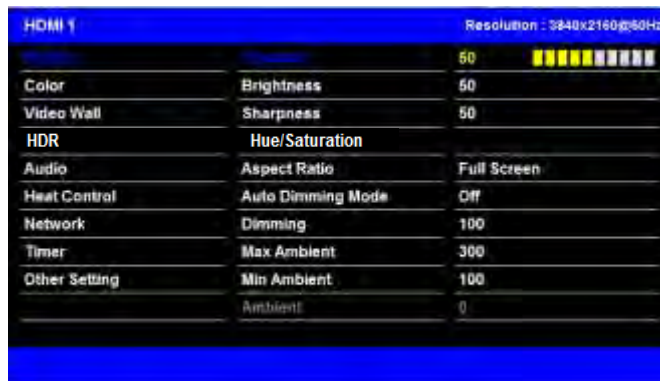 HDMI 1 Resolution : 3840x2160@60Hz
50
Color Brightness 50
Video Wall Sharpness 50
HDR Hue/Saturation
Audio Aspect Ratio Full Screen
Heat Control Auto Dimming Mode Off
Network Dimming 100
Timer Max Ambient 300
Other Setting Min Ambient 100
Ambient 0